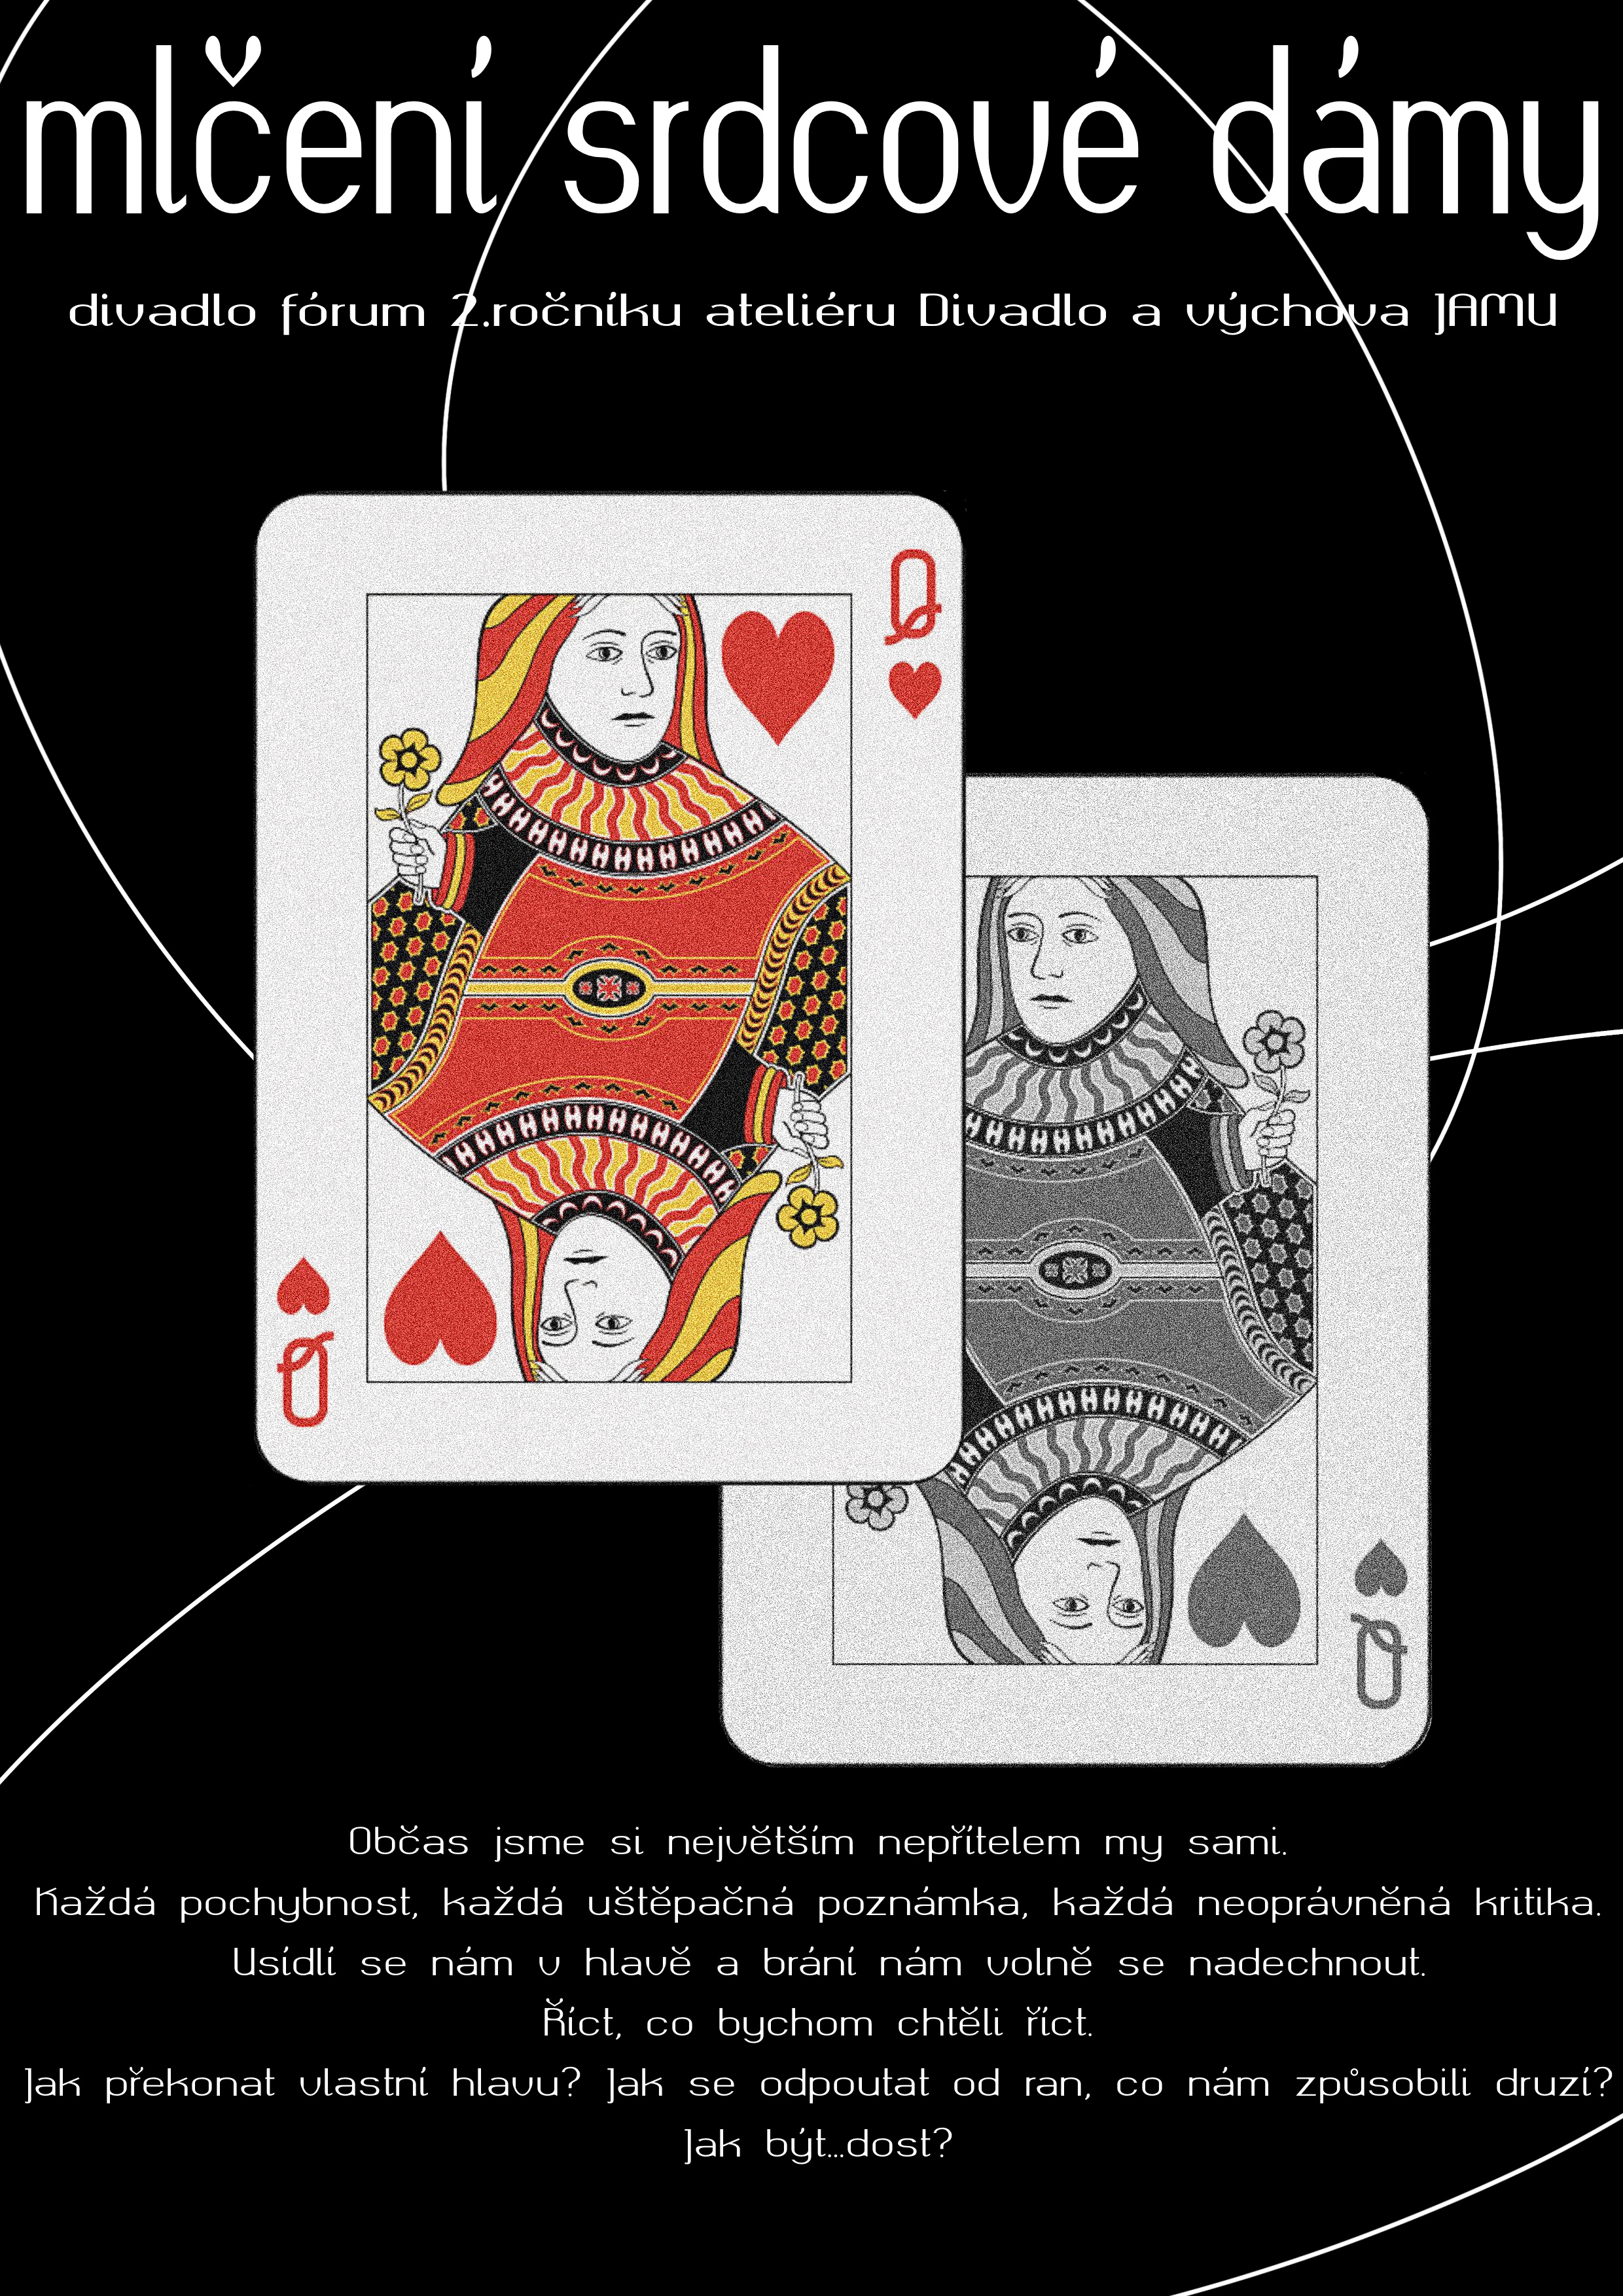 mlčení srdcové dámy
divadlo fórum 2.ročníku ateliéru Divadlo a výchova JAMU
Q
Q
Q
Občas jsme si největším nepřítelem my sami.
Každá pochybnost, každá uštěpačná poznámka, každá neoprávněná kritika.
Usídlí se nám v hlavě a brání nám volně se nadechnout.
Říct, co bychom chtěli říct.
Jak překonat vlastní hlavu? Jak se odpoutat od ran, co nám způsobili druzí?
Jak být...dost?